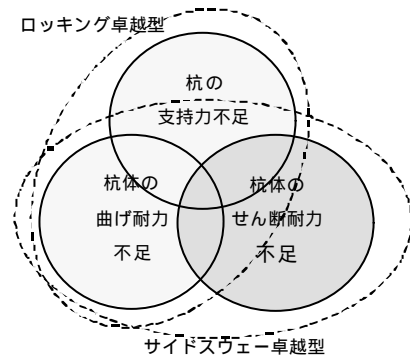 ロッキング卓越型
杭の
支持力不足
杭体の
曲げ耐力
不足
杭体の
せん断耐力
不足
サイドスウェー卓越型